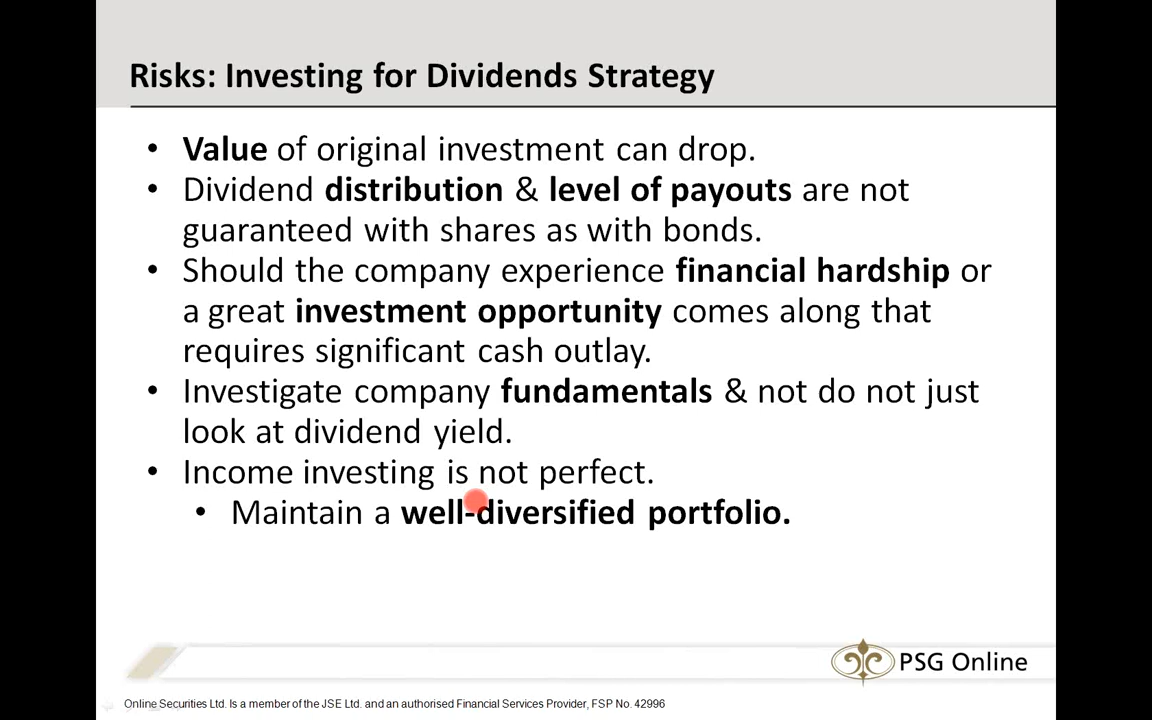 Risks: Investing for Dividends Strategy
• Value of original investment can drop.
• Dividend distribution & level of payouts are not
guaranteed with shares as with bonds.
• Should the company experience financial hardship or
a great investment opportunity comes along that
requires significant cash outlay.
• Investigate company fundamentals & not do not just
look at dividend yield.
• Income investing is not perfect.
• Maintain a well-diversified portfolio.
PSG Online
Online Securities Ltd. Is a member of the JSE Ltd. and an authorised Financial Services Provider, FSP No. 42996